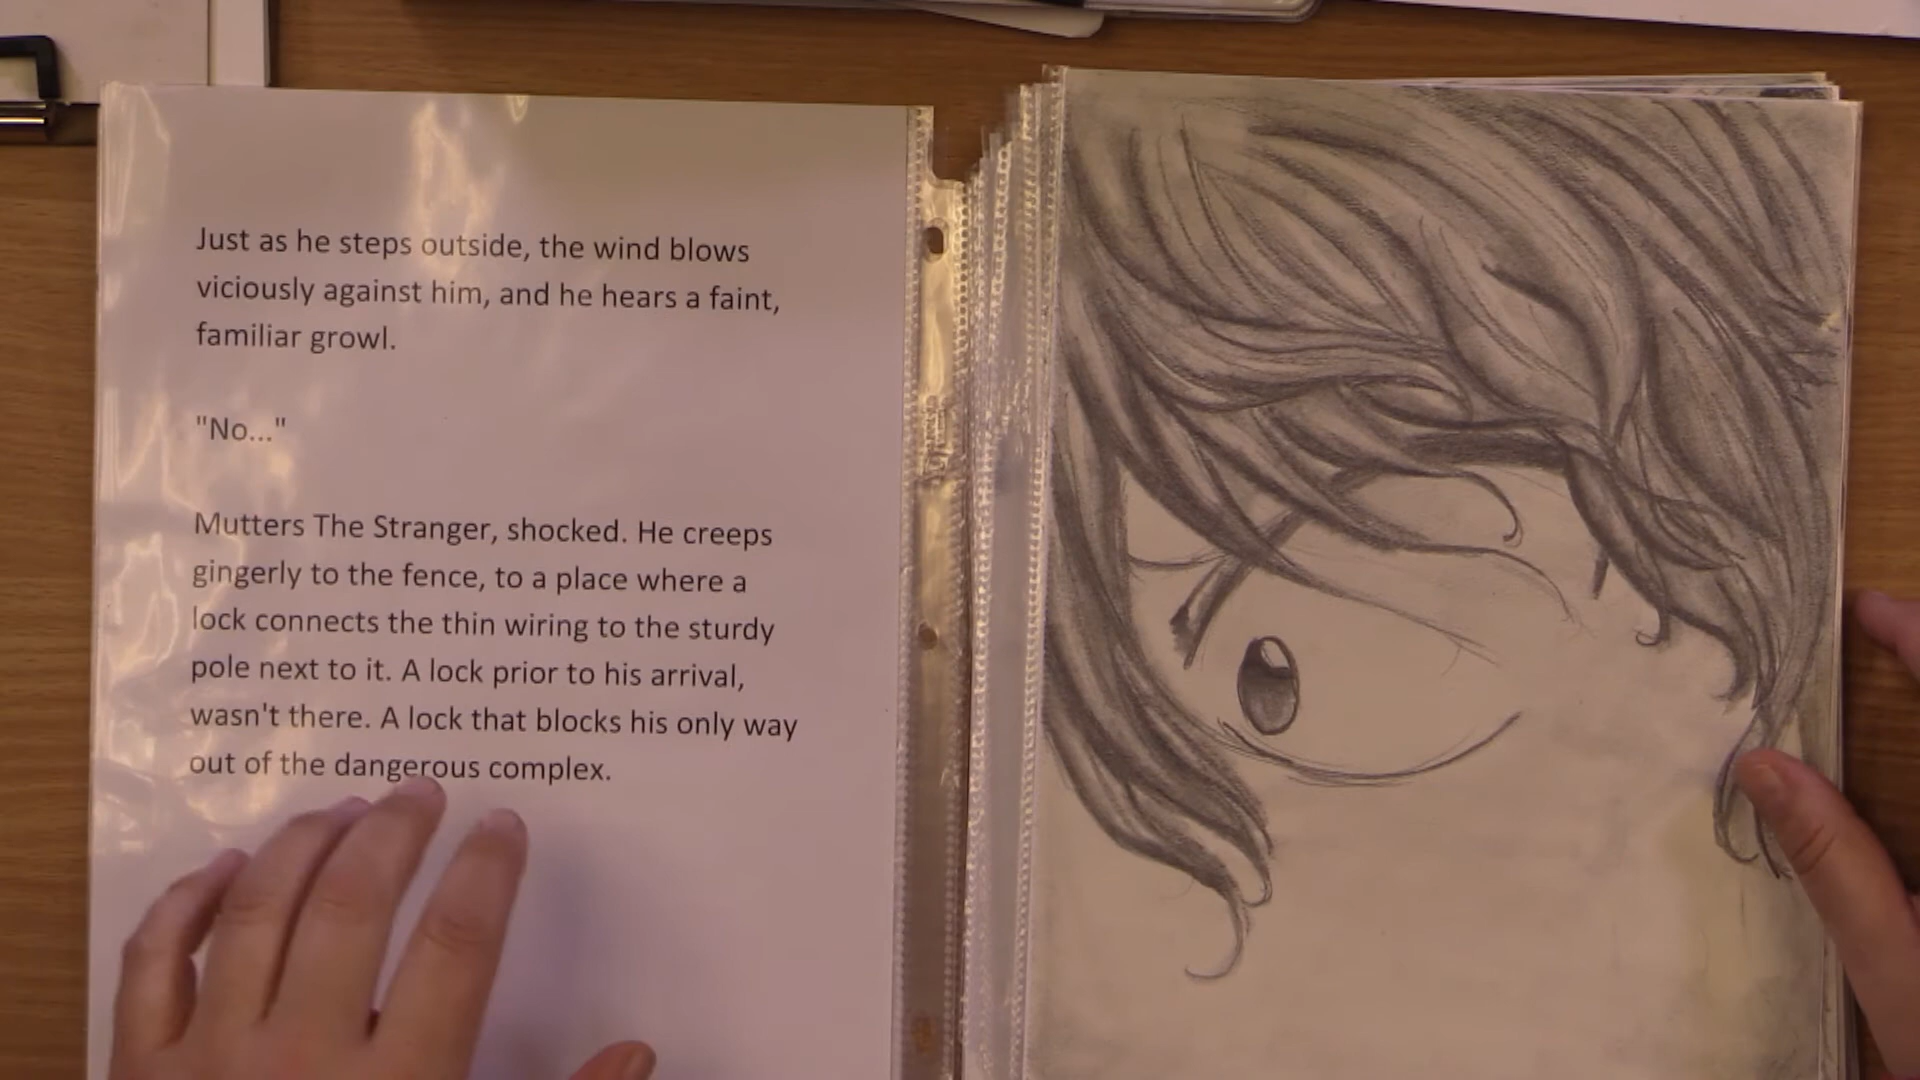 Just as he steps outside, the wind blows
viciously against him, and he hears a faint,
familiar growl.
"No..."
Mutters The Stranger, shocked. He creeps
gingerly to the fence, to a place where a
lock connects the thin wiring to the sturdy
pole next to it. A lock prior to his arrival,
wasn't there. A lock that blocks his only way
out of the dangerous complex.